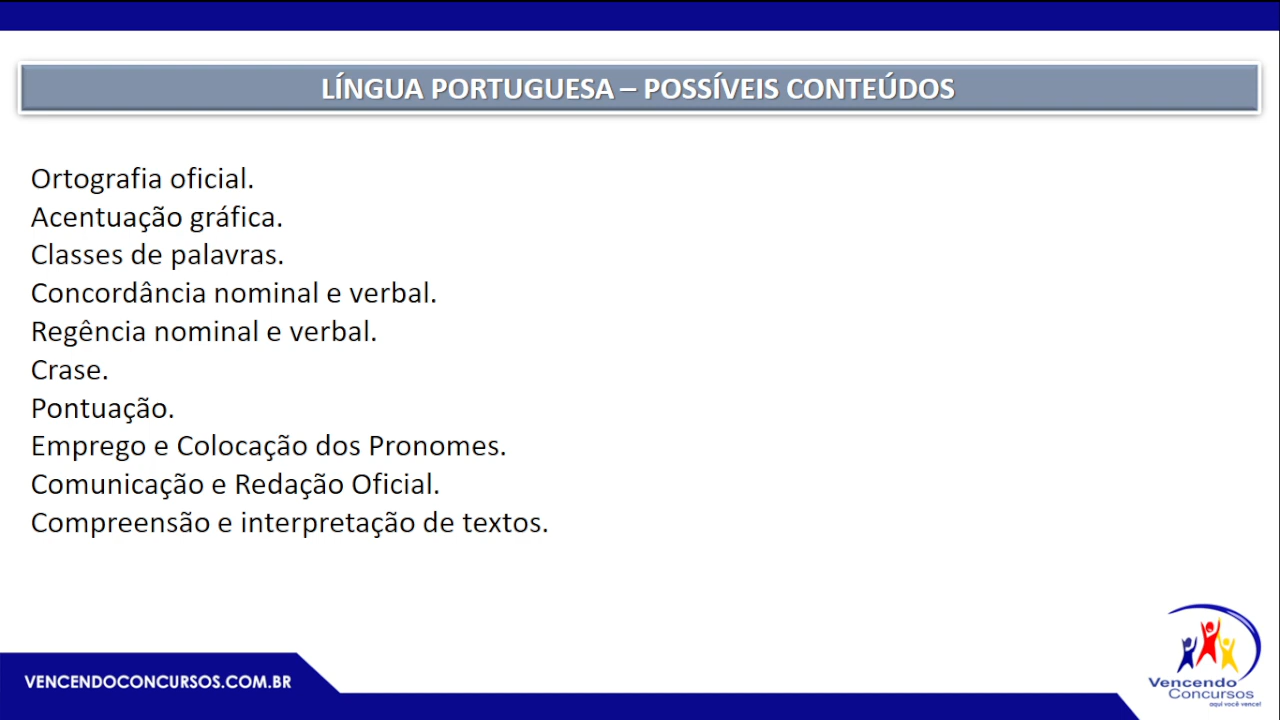 LÍNGUA PORTUGUESA – POSSÍVEIS CONTEÚDOS
Ortografia oficial.
Acentuação gráfica.
Classes de palavras.
Concordância nominal e verbal.
Regência nominal e verbal.
Crase.
Pontuação.
Emprego e Colocação dos Pronomes.
Comunicação e Redação Oficial.
Compreensão e interpretação de textos.
VENCENDOCONCURSOS.COM.BR
Vencendo
Concursos
aqui você vence!